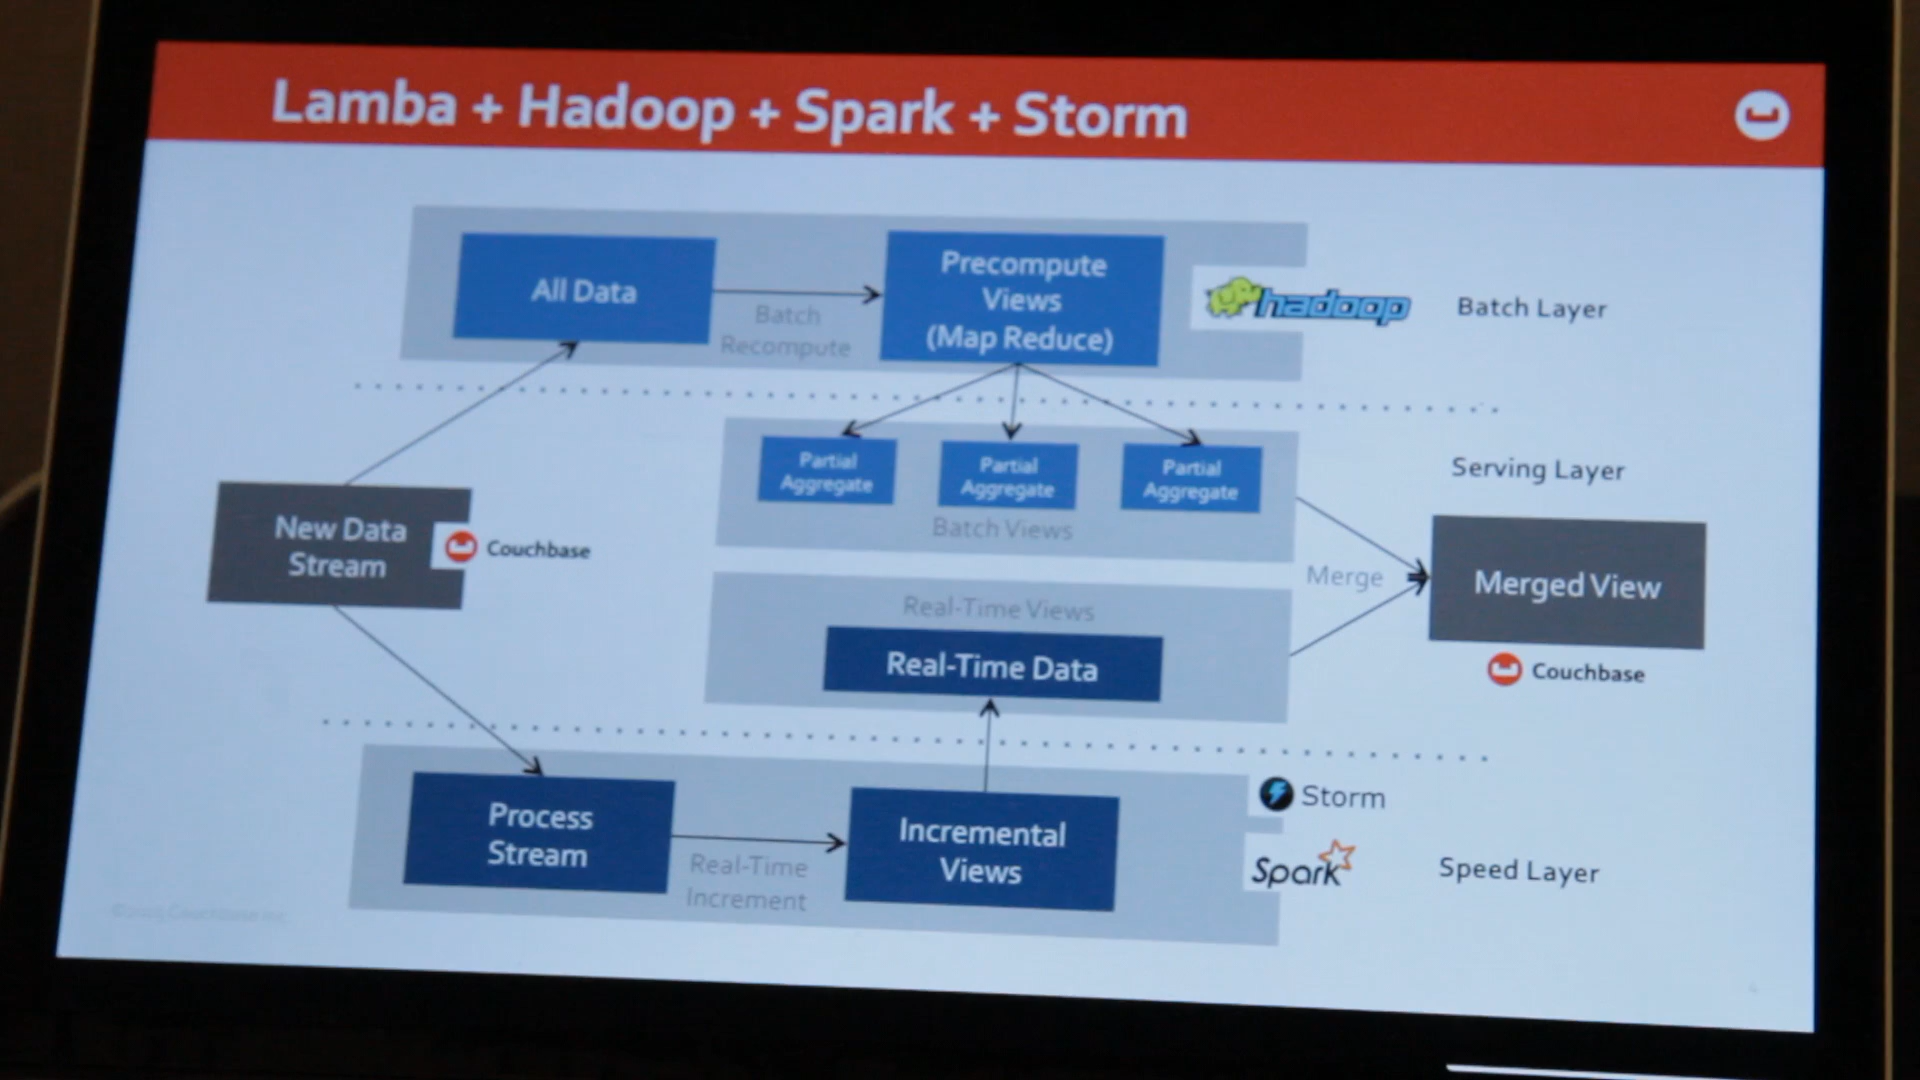 Lamba + Hadoop + Spark + Storm
All Data
Batch
Recompute
Precompute
Views
(Map Reduce)
hadoop
Batch Layer
Partial
Aggregate
Partial
Aggregate
Partial
Aggregate
Batch Views
Serving Layer
New Data
Stream
Couchbase
Real-Time Views
Real-Time Data
Merge
Merged View
Couchbase
Process
Stream
Real-Time
Increment
Incremental
Views
Storm
Spark
Speed Layer